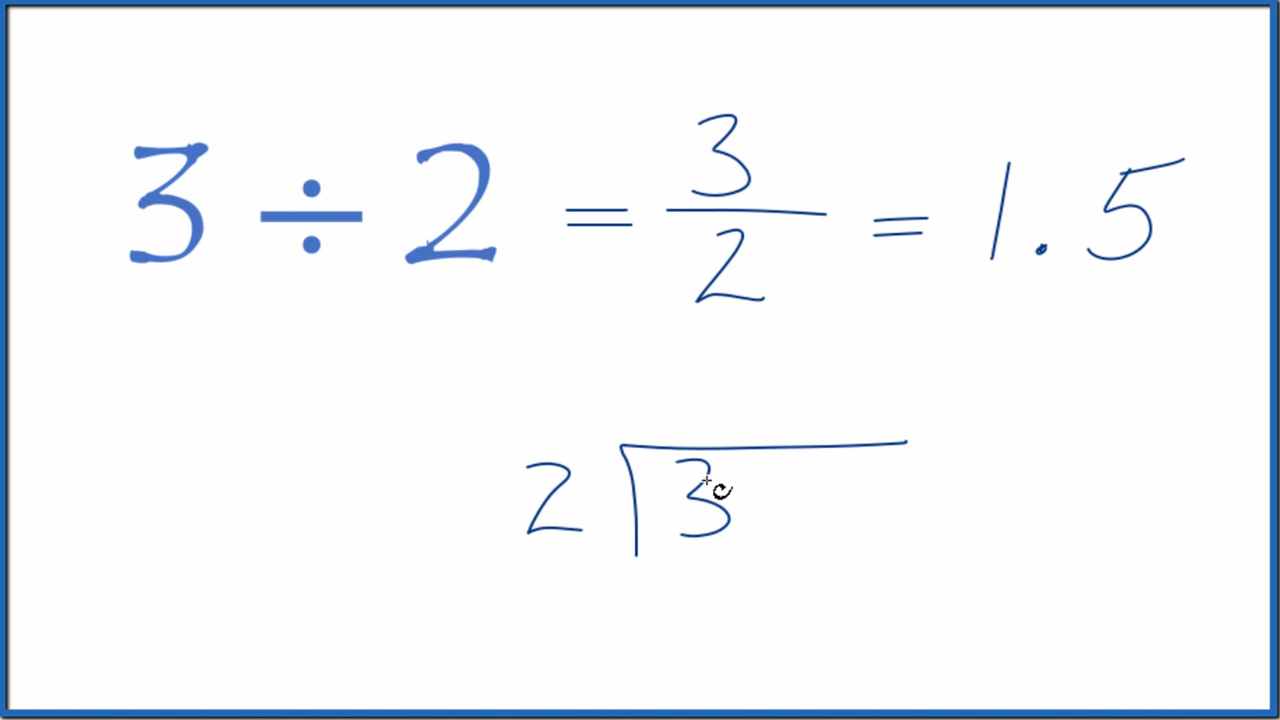 3 ÷ 2 = 3/2 = 1.5
2 ⟌ 3